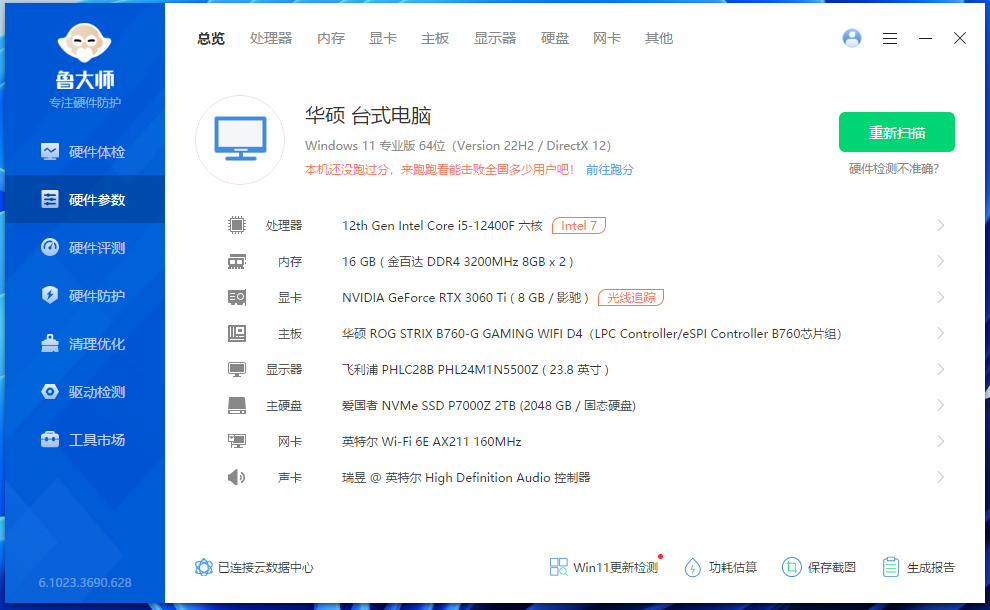 总览 处理器 内存 显卡 主板 显示器 硬盘 网卡 其他
鲁大师
专注硬件防护
硬件体检
硬件参数
硬件评测
硬件防护
清理优化
驱动检测
工具市场
6.1023.3690.628
华硕 台式电脑
Windows 11 专业版 64位（Version 22H2 / DirectX 12）
本机还没跑过分，来跑跑看能击败全国多少用户吧！ 前往跑分
重新扫描
硬件检测不准确?
处理器 12th Gen Intel Core i5-12400F 六核 Intel 7
内存 16 GB ( 金百达 DDR4 3200MHz 8GB x 2 )
显卡 NVIDIA GeForce RTX 3060 Ti ( 8 GB / 影驰 ) 光线追踪
主板 华硕 ROG STRIX B760-G GAMING WIFI D4（LPC Controller/eSPI Controller B760芯片组）
显示器 飞利浦 PHLC28B PHL24M1N5500Z ( 23.8 英寸 )
主硬盘 爱国者 NVMe SSD P7000Z 2TB (2048 GB / 固态硬盘)
网卡 英特尔 Wi-Fi 6E AX211 160MHz
声卡 瑞昱 @ 英特尔 High Definition Audio 控制器
已连接云数据中心 Win11更新检测 功耗估算 保存截图 生成报告